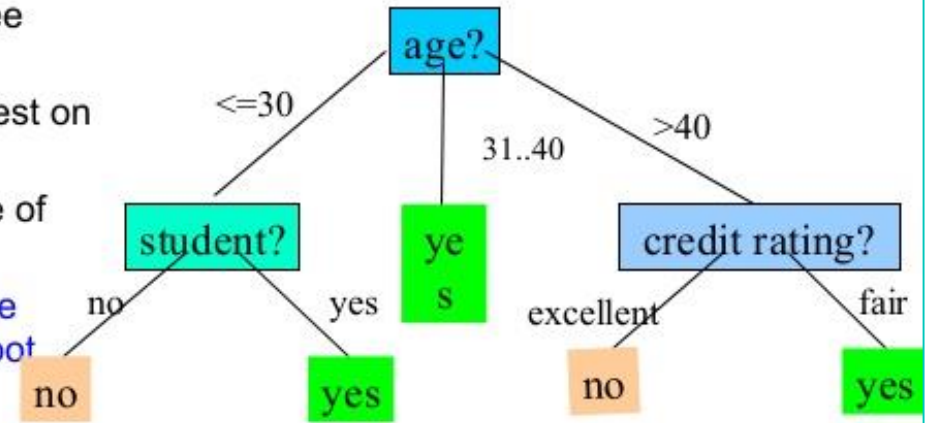 ee
age?
est on
<=30
31..40
>40
e of
student?
ye
s
credit rating?
e
no
yes
excellent
fair
oot
no
yes
no
yes